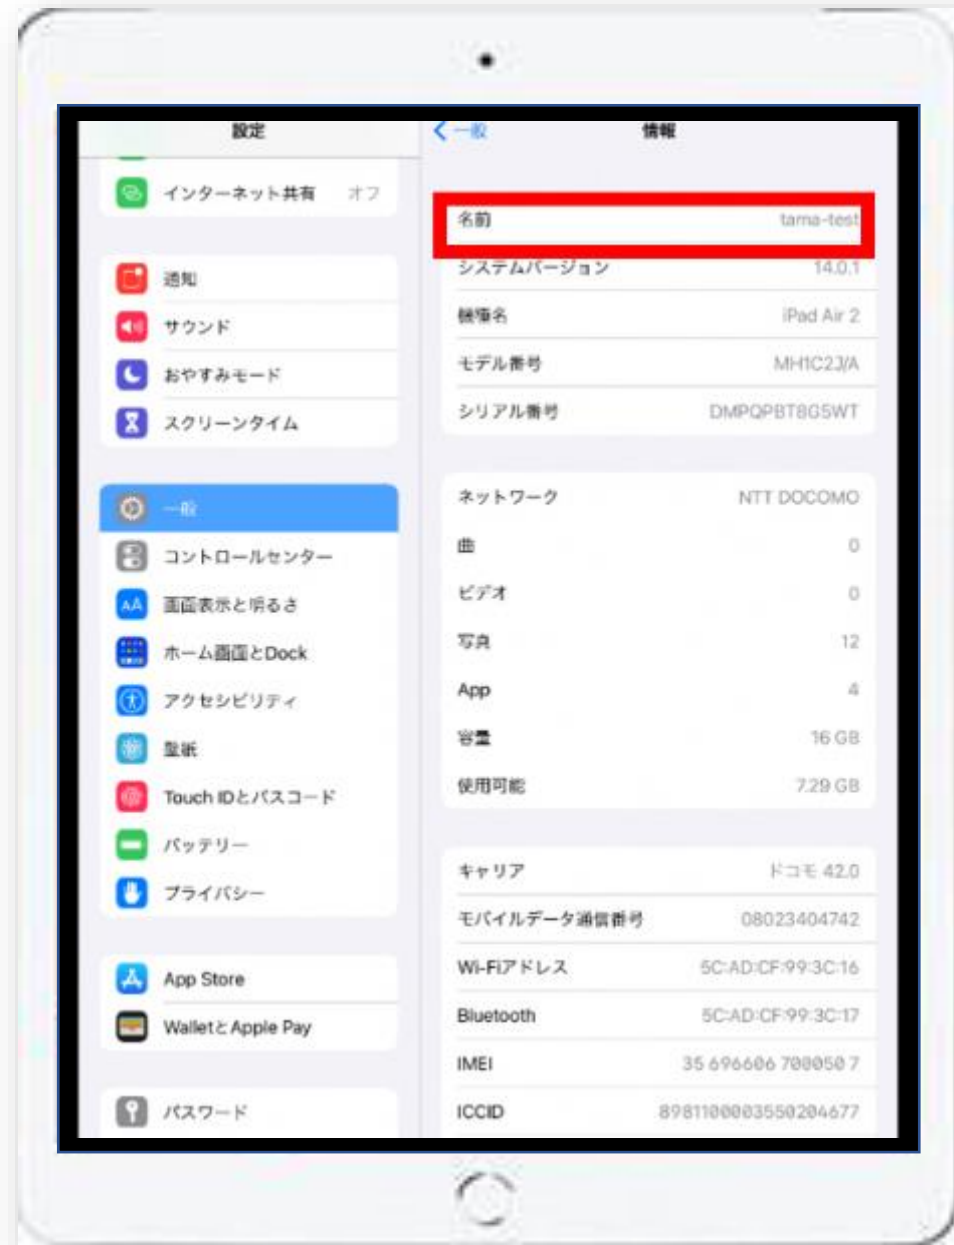 設定
インターネット共有 オフ
通知
サウンド
おやすみモード
スクリーンタイム
一般
コントロールセンター
画面表示と明るさ
ホーム画面とDock
アクセシビリティ
壁紙
Touch IDとパスコード
バッテリー
プライバシー
App Store
WalletとApple Pay
パスワード
一般 情報
名前 tama-test
システムバージョン 14.0.1
機種名 iPad Air 2
モデル番号 MH1C2J/A
シリアル番号 DMPQPBT8G5WT
ネットワーク NTT DOCOMO
曲 0
ビデオ 0
写真 12
App 4
容量 16 GB
使用可能 7.29 GB
キャリア ドコモ 42.0
モバイルデータ通信番号 08023404742
Wi-Fiアドレス 5C:AD:CF:99:3C:16
Bluetooth 5C:AD:CF:99:3C:17
IMEI 35 696606 700050 7
ICCID 8981100003550204677